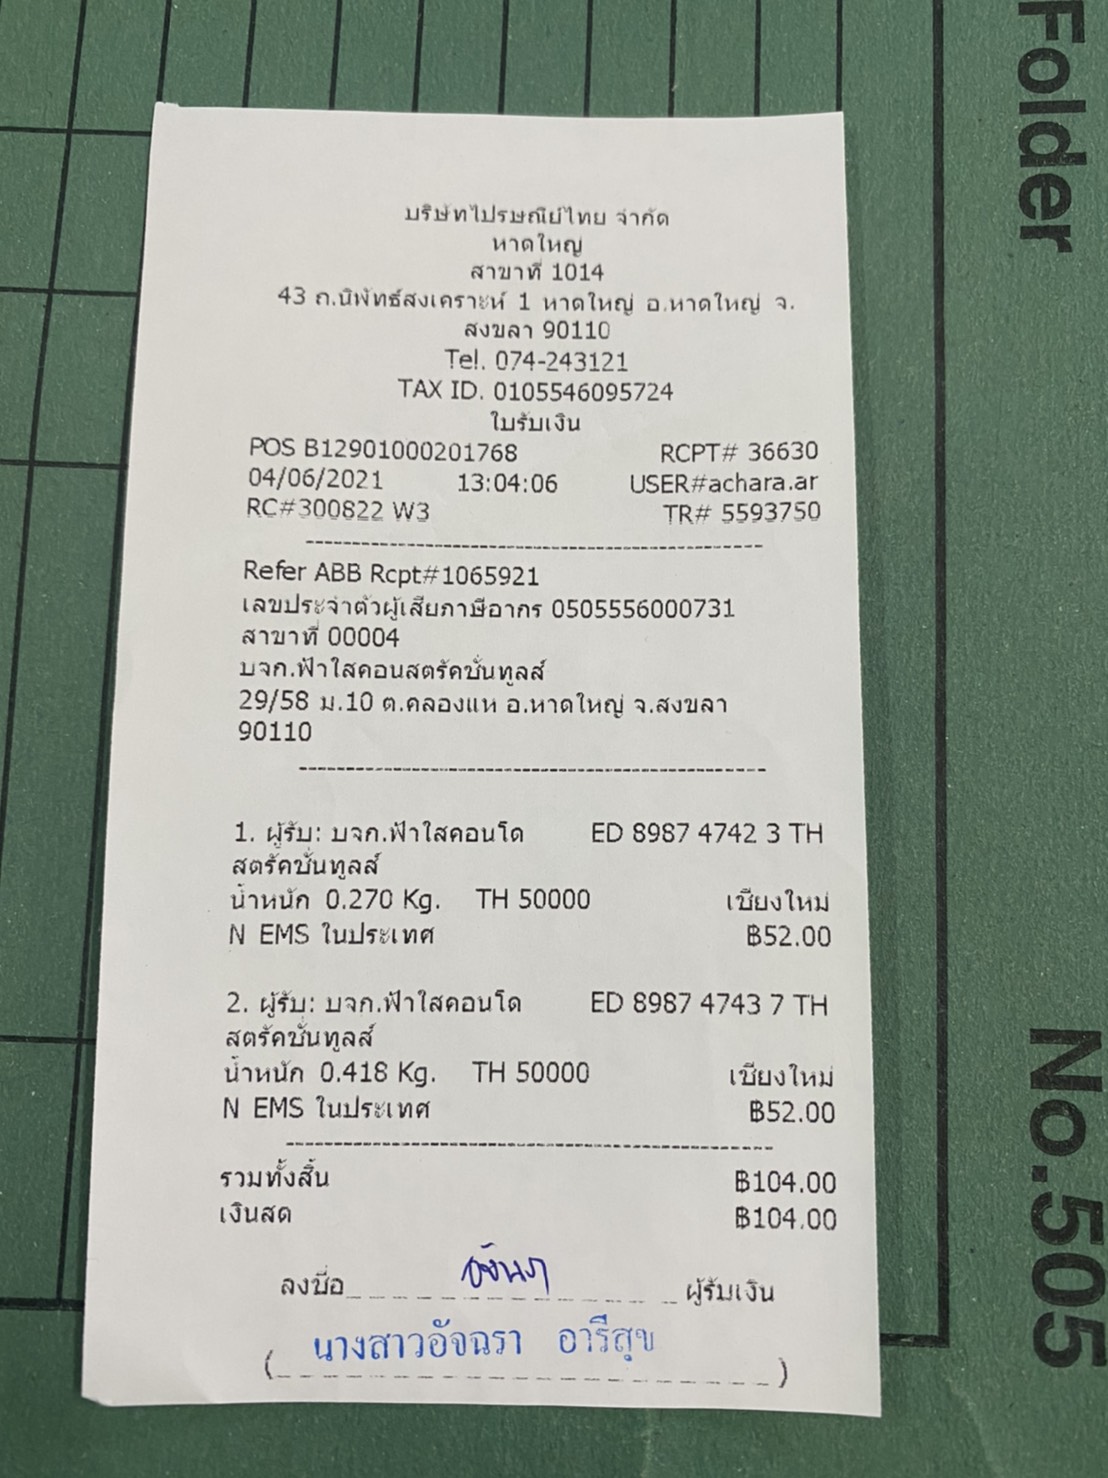 บริษัทไปรษณีย์ไทย จำกัด
หาดใหญ่
สาขาที่ 1014
43 ถ.นิพัทธ์สงเคราะห์ 1 หาดใหญ่ อ.หาดใหญ่ จ.
สงขลา 90110
Tel. 074-243121
TAX ID. 0105546095724
ใบรับเงิน
POS B12901000201768 RCPT# 36630
04/06/2021 13:04:06 USER#achara.ar
RC#300822 W3 TR# 5593750
Refer ABB Rcpt#1065921
เลขประจำตัวผู้เสียภาษีอากร 0505556000731
สาขาที่ 00004
บจก.ฟ้าใสคอนสตรัคชั่นทูลส์
29/58 ม.10 ต.คลองแห อ.หาดใหญ่ จ.สงขลา
90110
1. ผู้รับ: บจก.ฟ้าใสคอนโด ED 8987 4742 3 TH
สตรัคชั่นทูลส์
น้ำหนัก 0.270 Kg. TH 50000 เชียงใหม่
N EMS ในประเทศ ฿52.00
2. ผู้รับ: บจก.ฟ้าใสคอนโด ED 8987 4743 7 TH
สตรัคชั่นทูลส์
น้ำหนัก 0.418 Kg. TH 50000 เชียงใหม่
N EMS ในประเทศ ฿52.00
รวมทั้งสิ้น ฿104.00
เงินสด ฿104.00
ลงชื่อ อัจฉรา ผู้รับเงิน
(นางสาวอัจฉรา อารีสุข)
Folder
No.505